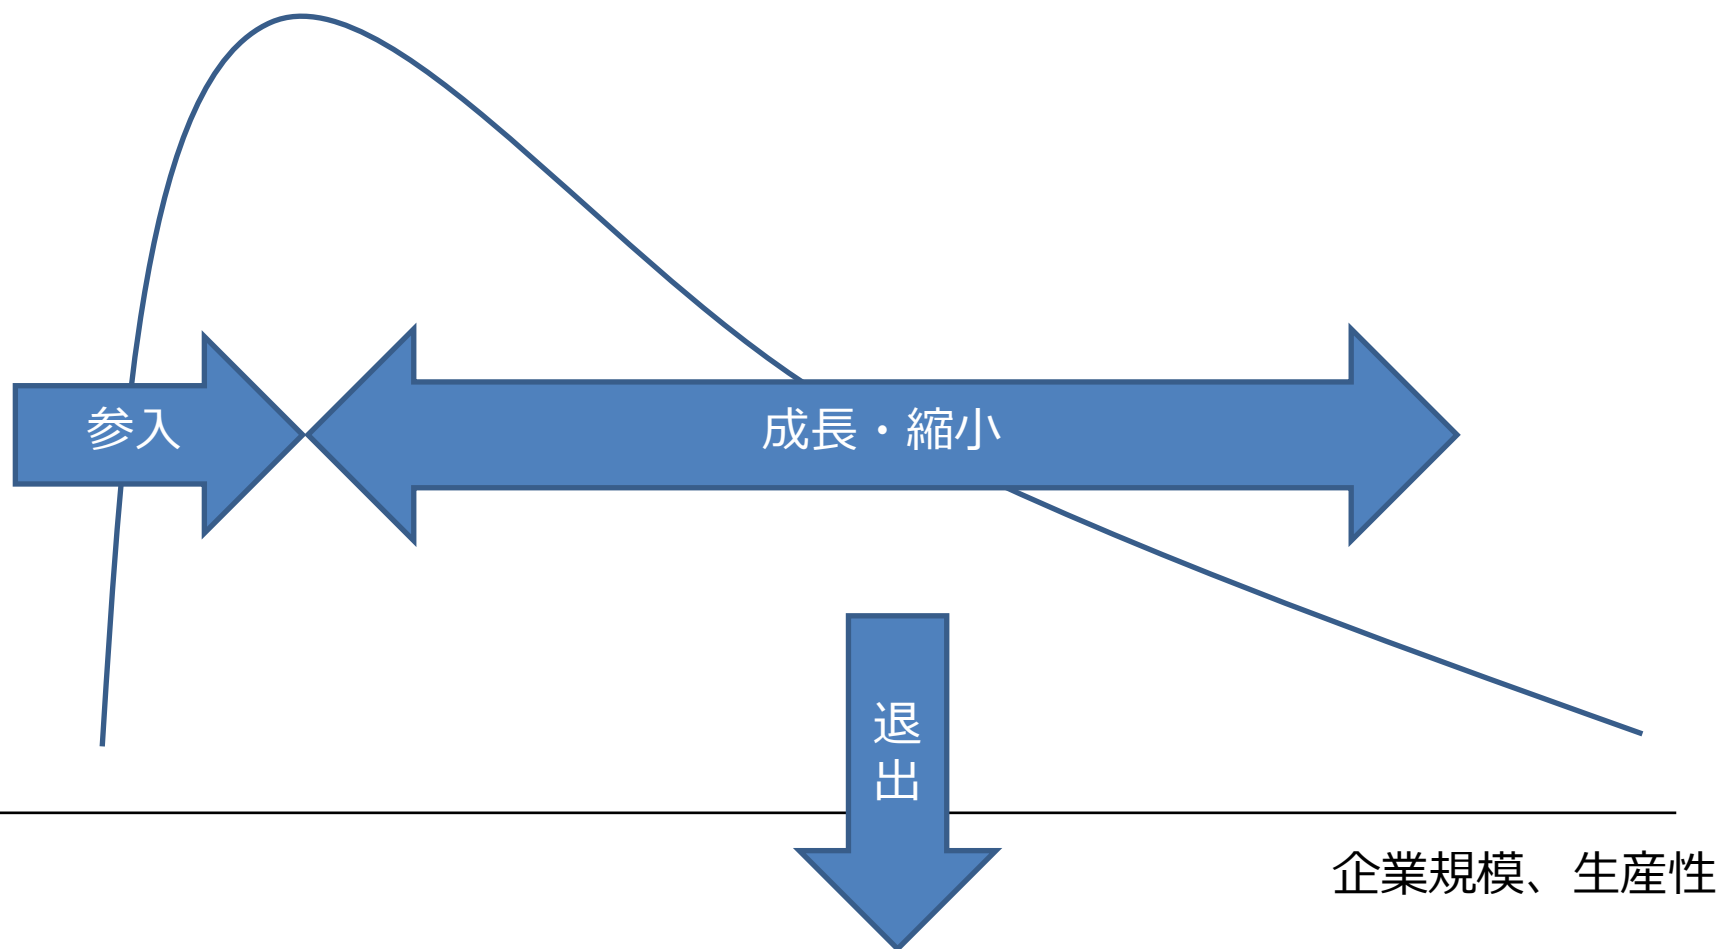 参入
成長・縮小
退
出
企業規模、生産性